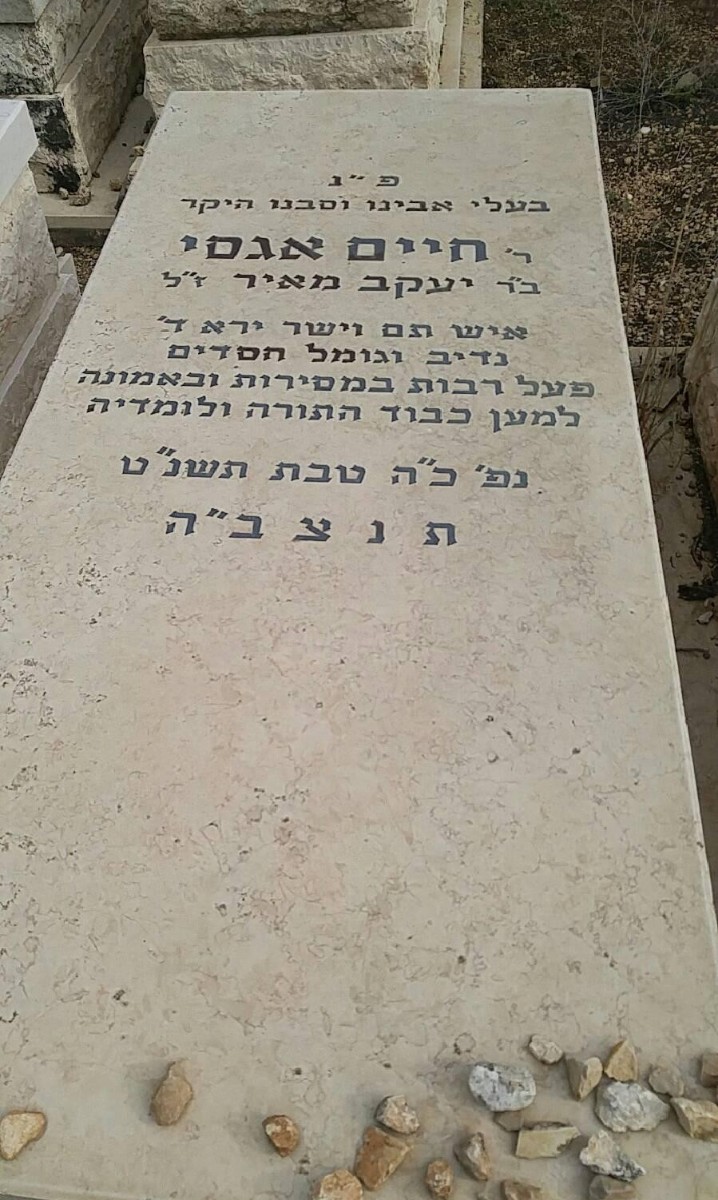 פ"נ
בעלי אבינו וסבנו היקר
ר' חיים אגסי
ב"ר יעקב מאיר ז"ל
איש תם וישר ירא ד'
נדיב וגומל חסדים
פעל רבות במסירות ובאמונה
למען כבוד התורה ולומדיה
נפ' כ"ה טבת תשנ"ט
ת נ צ ב"ה